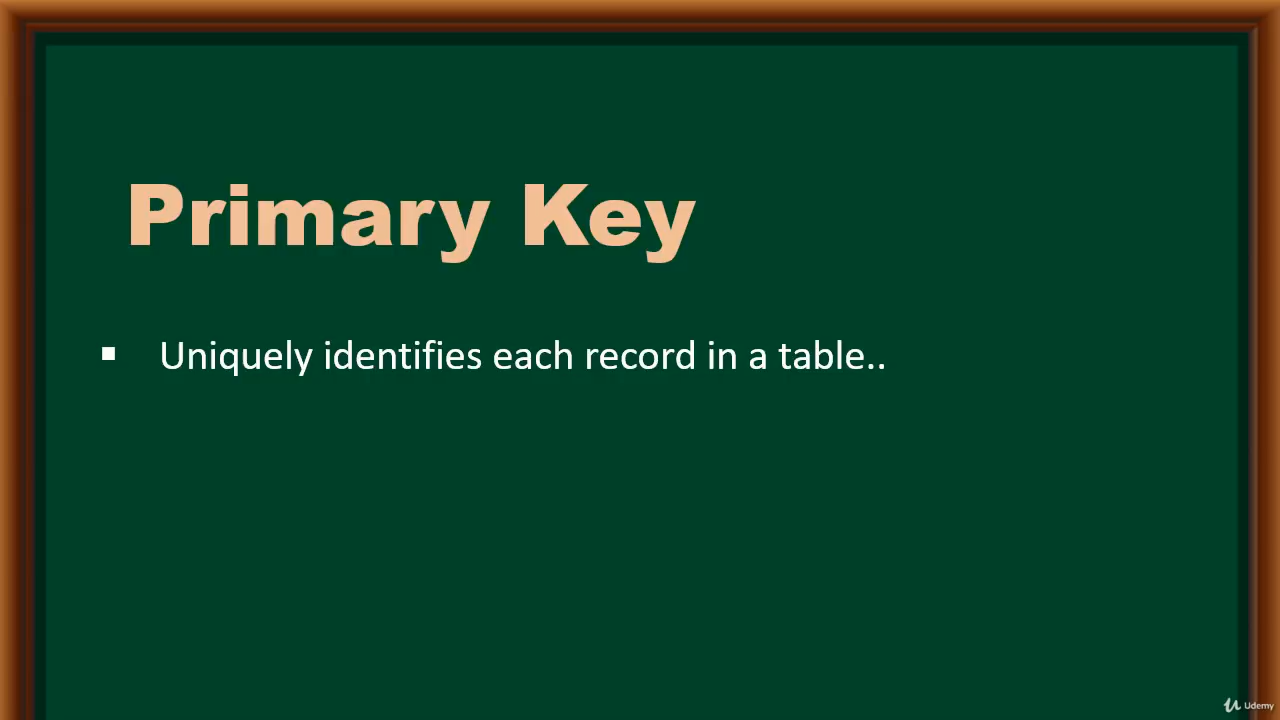 Primary Key
▪ Uniquely identifies each record in a table..
Udemy